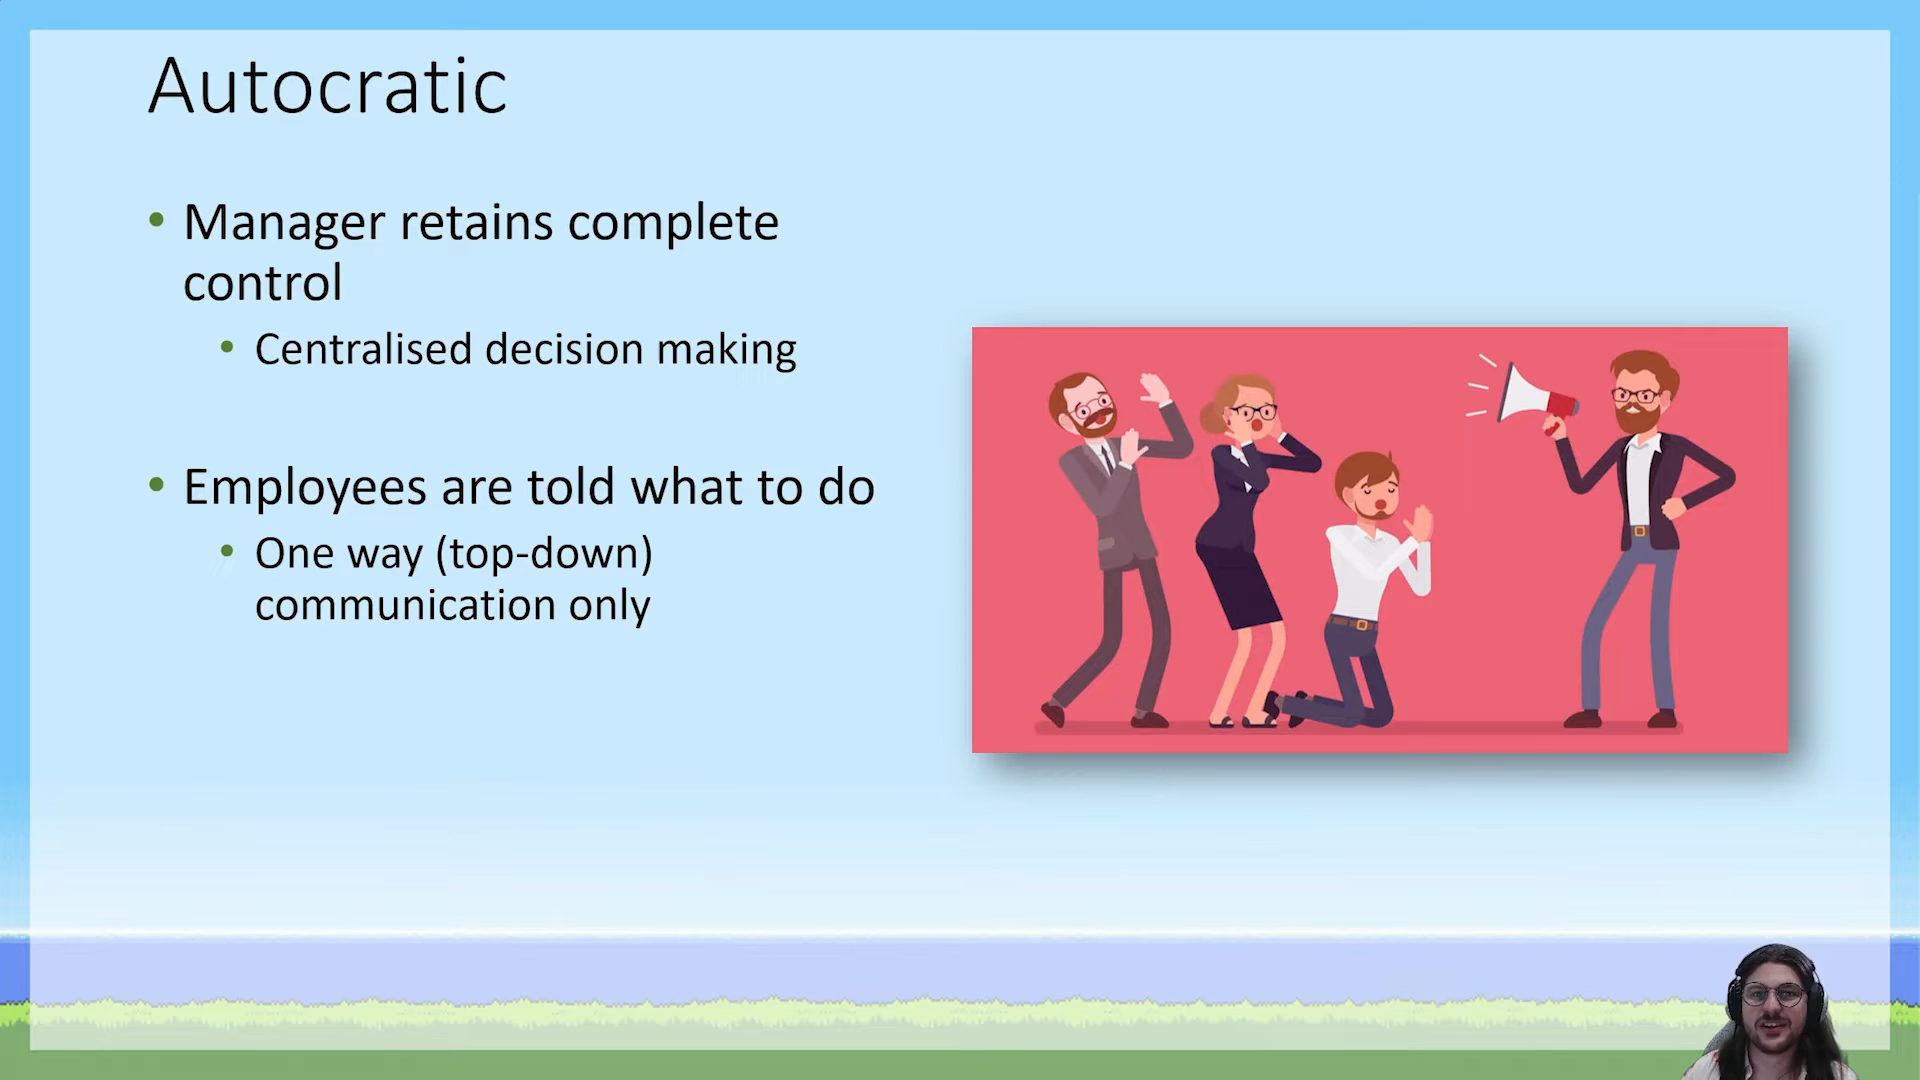 Autocratic
• Manager retains complete
control
• Centralised decision making
• Employees are told what to do
• One way (top-down)
communication only